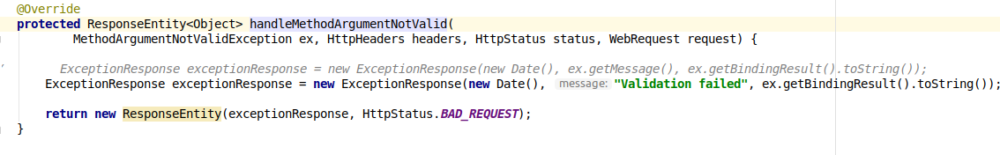 @Override
protected ResponseEntity<Object> handleMethodArgumentNotValid(
MethodArgumentNotValidException ex, HttpHeaders headers, HttpStatus status, WebRequest request) {
ExceptionResponse exceptionResponse = new ExceptionResponse(new Date(), ex.getMessage(), ex.getBindingResult().toString());
ExceptionResponse exceptionResponse = new ExceptionResponse(new Date(), message: "Validation failed", ex.getBindingResult().toString());
return new ResponseEntity(exceptionResponse, HttpStatus.BAD_REQUEST);
}